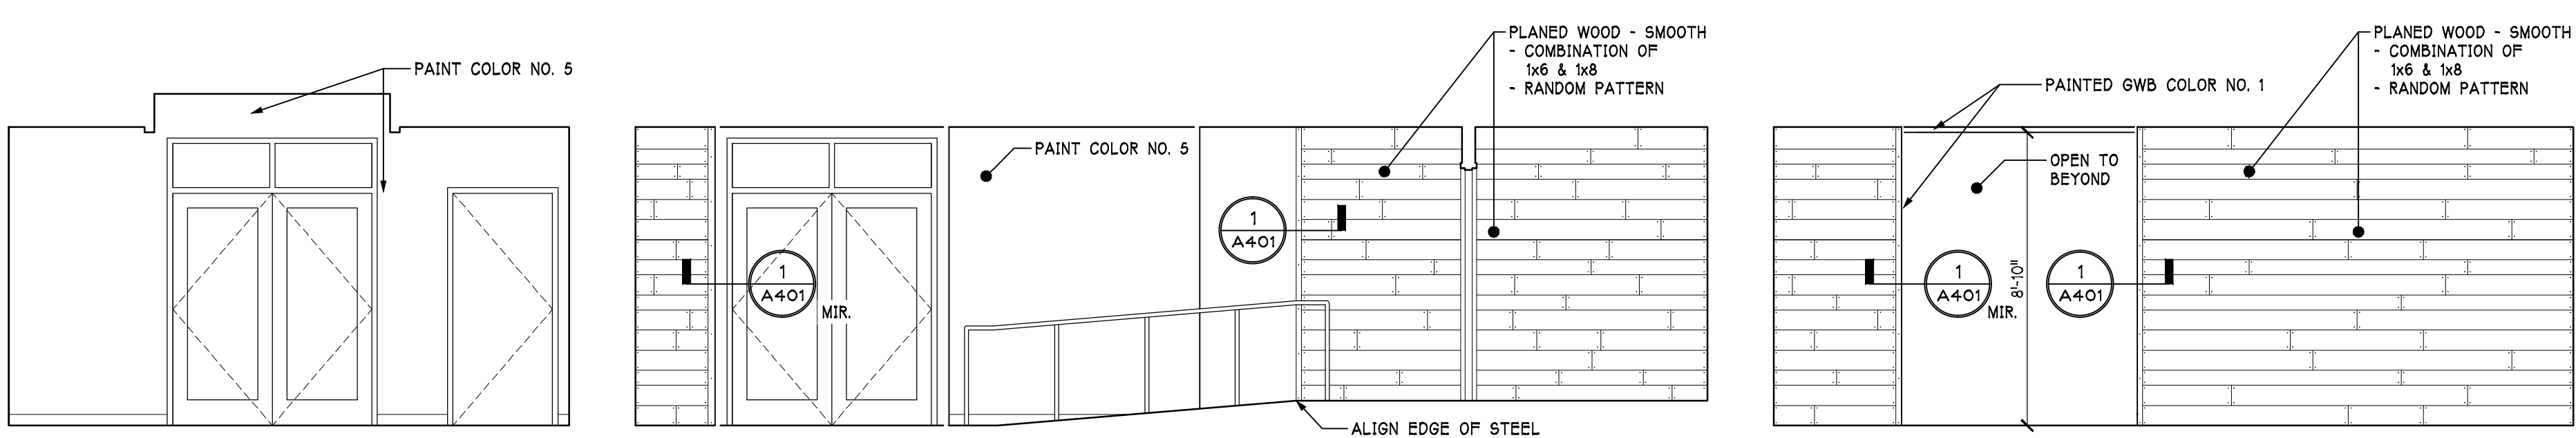 PAINT COLOR NO. 5
PLANED WOOD - SMOOTH
- COMBINATION OF
1x6 & 1x8
- RANDOM PATTERN
PAINT COLOR NO. 5
1
A401
1
A401
MIR.
ALIGN EDGE OF STEEL
PLANED WOOD - SMOOTH
- COMBINATION OF
1x6 & 1x8
- RANDOM PATTERN
PAINTED GWB COLOR NO. 1
OPEN TO
BEYOND
1
A401
MIR.
8'-10"
1
A401